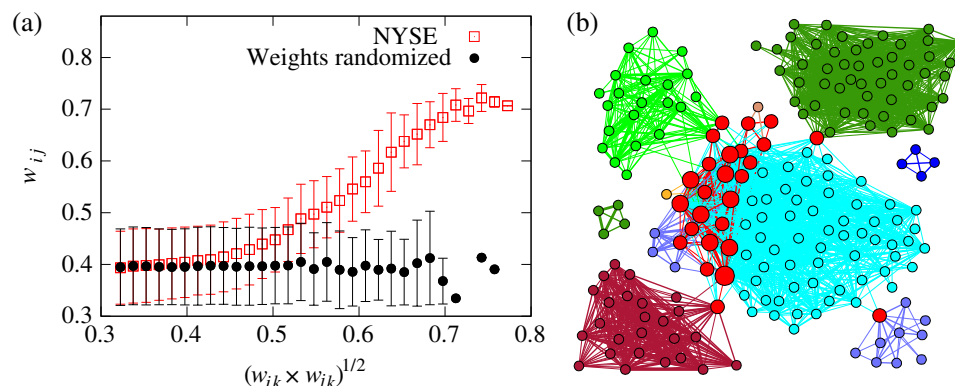 (a)
(b)
NYSE
Weights randomized
0.8
0.7
0.6
0.5
0.4
0.3
w_ij
0.3 0.4 0.5 0.6 0.7 0.8
(w_ik × w_jk)^1/2